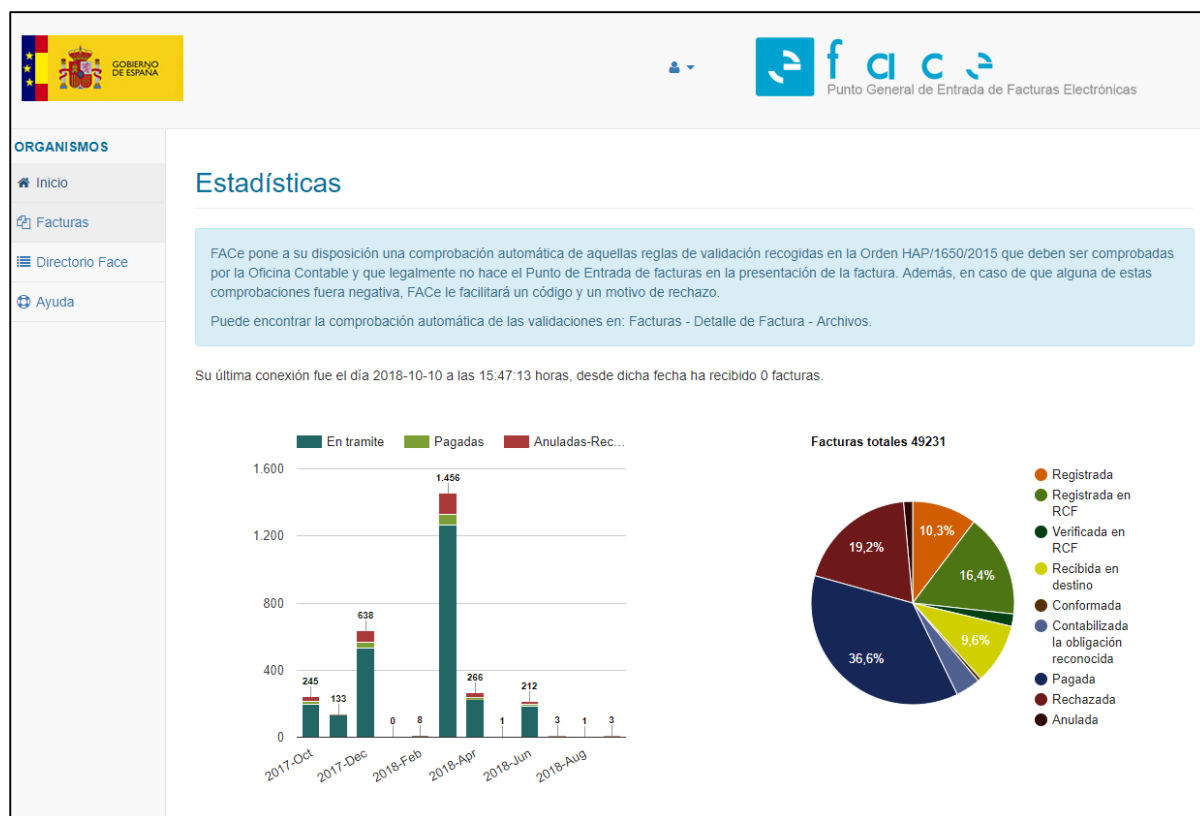 GOBIERNO
DE ESPAÑA
face
Punto General de Entrada de Facturas Electrónicas
ORGANISMOS
Inicio
Facturas
Directorio Face
Ayuda
Estadísticas
FACe pone a su disposición una comprobación automática de aquellas reglas de validación recogidas en la Orden HAP/1650/2015 que deben ser comprobadas
por la Oficina Contable y que legalmente no hace el Punto de Entrada de facturas en la presentación de la factura. Además, en caso de que alguna de estas
comprobaciones fuera negativa, FACe le facilitará un código y un motivo de rechazo.
Puede encontrar la comprobación automática de las validaciones en: Facturas - Detalle de Factura - Archivos.
Su última conexión fue el día 2018-10-10 a las 15:47:13 horas, desde dicha fecha ha recibido 0 facturas.
En tramite Pagadas Anuladas-Rec...
1.600
1.200
800
400
0
245
133
638
0
8
1.456
266
1
212
3
1
3
2017-Oct
2017-Dec
2018-Feb
2018-Apr
2018-Jun
2018-Aug
Facturas totales 49231
10,3%
16,4%
9,6%
36,6%
19,2%
Registrada
Registrada en
RCF
Verificada en
RCF
Recibida en
destino
Conformada
Contabilizada
la obligación
reconocida
Pagada
Rechazada
Anulada